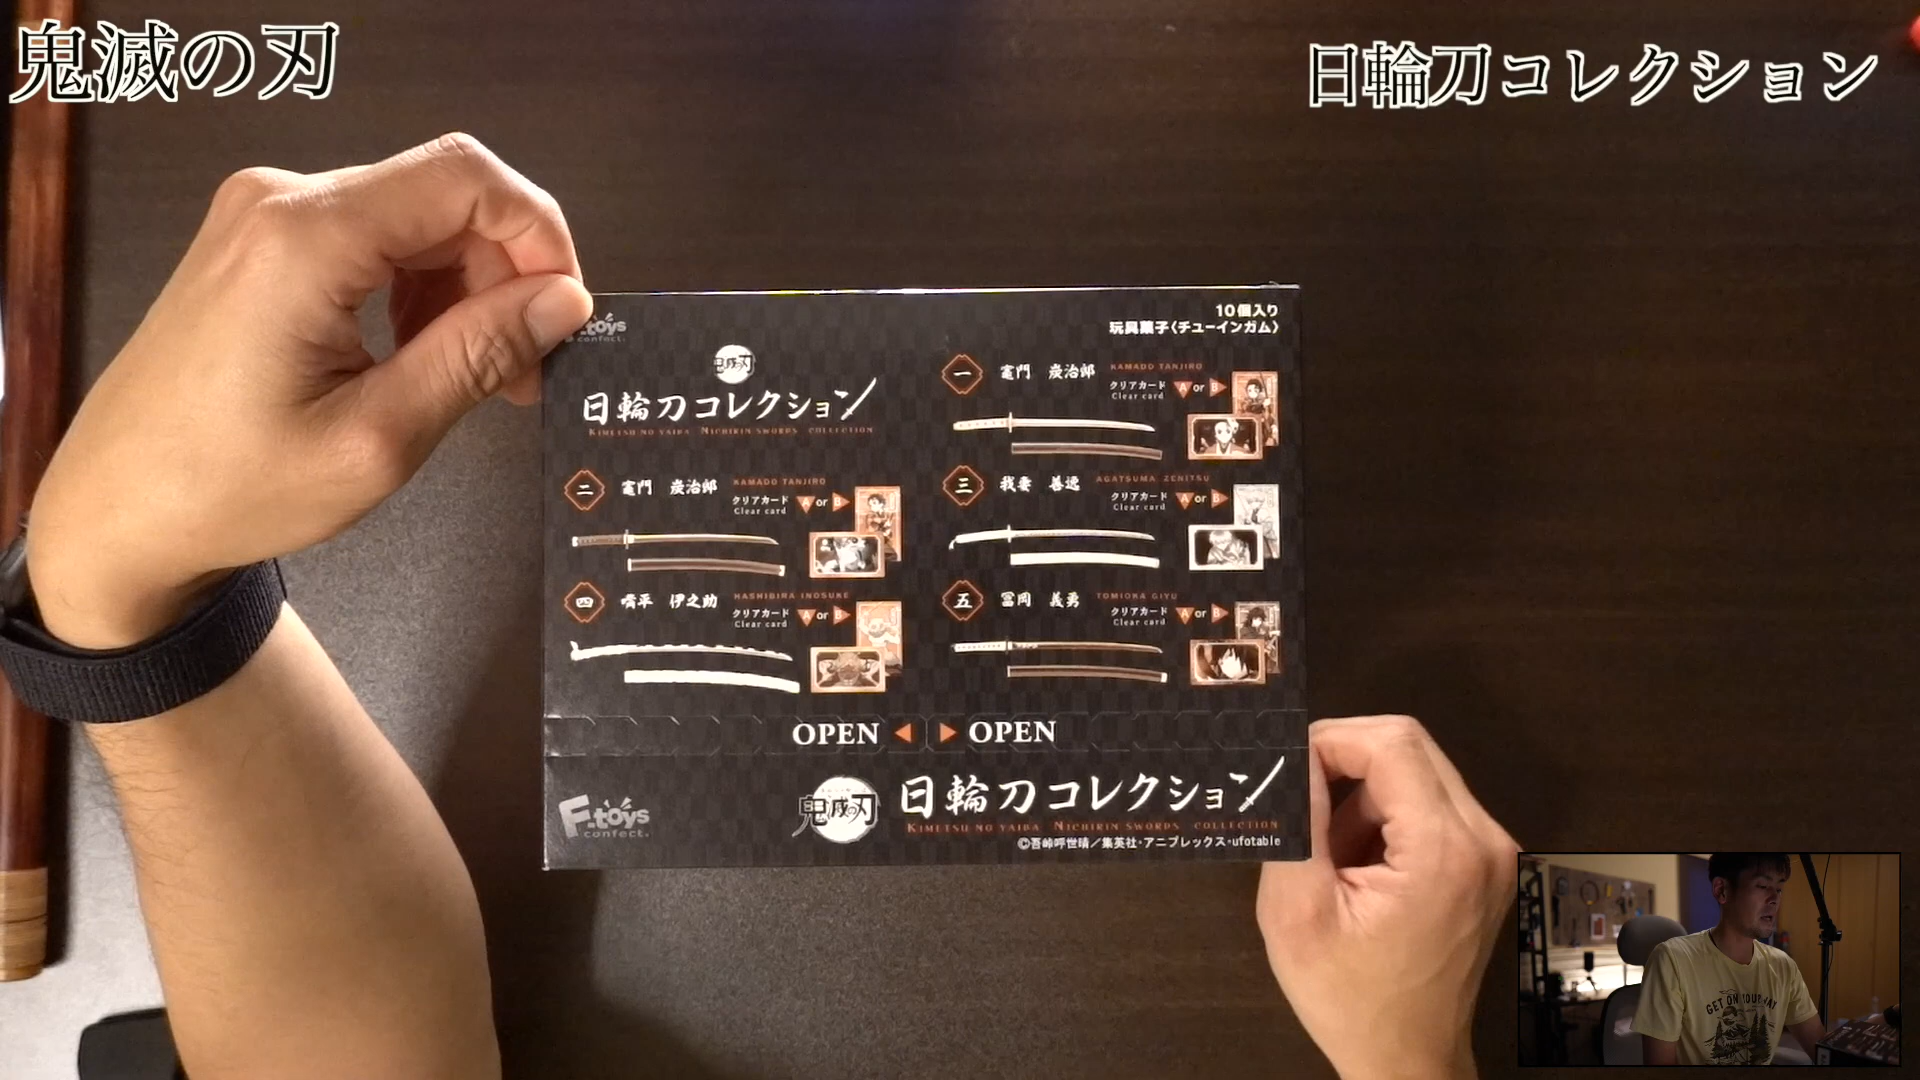 鬼滅の刃
日輪刀コレクション
F-toys
confect.
10個入り
玩具菓子〈チューインガム〉
鬼滅の刃
日輪刀コレクション
KIMETSU NO YAIBA NICHIRIN SWORDS COLLECTION
一 竈門 炭治郎 KAMADO TANJIRO
クリアカード A or B
Clear card
二 竈門 炭治郎 KAMADO TANJIRO
クリアカード A or B
Clear card
三 我妻 善逸 AGATSUMA ZENITSU
クリアカード A or B
Clear card
四 嘴平 伊之助 HASHIBIRA INOSUKE
クリアカード A or B
Clear card
五 冨岡 義勇 TOMIOKA GIYU
クリアカード A or B
Clear card
OPEN OPEN
F-toys
confect.
鬼滅の刃
日輪刀コレクション
KIMETSU NO YAIBA NICHIRIN SWORDS COLLECTION
©吾峠呼世晴／集英社・アニプレックス・ufotable
GET ON YOUR WAY